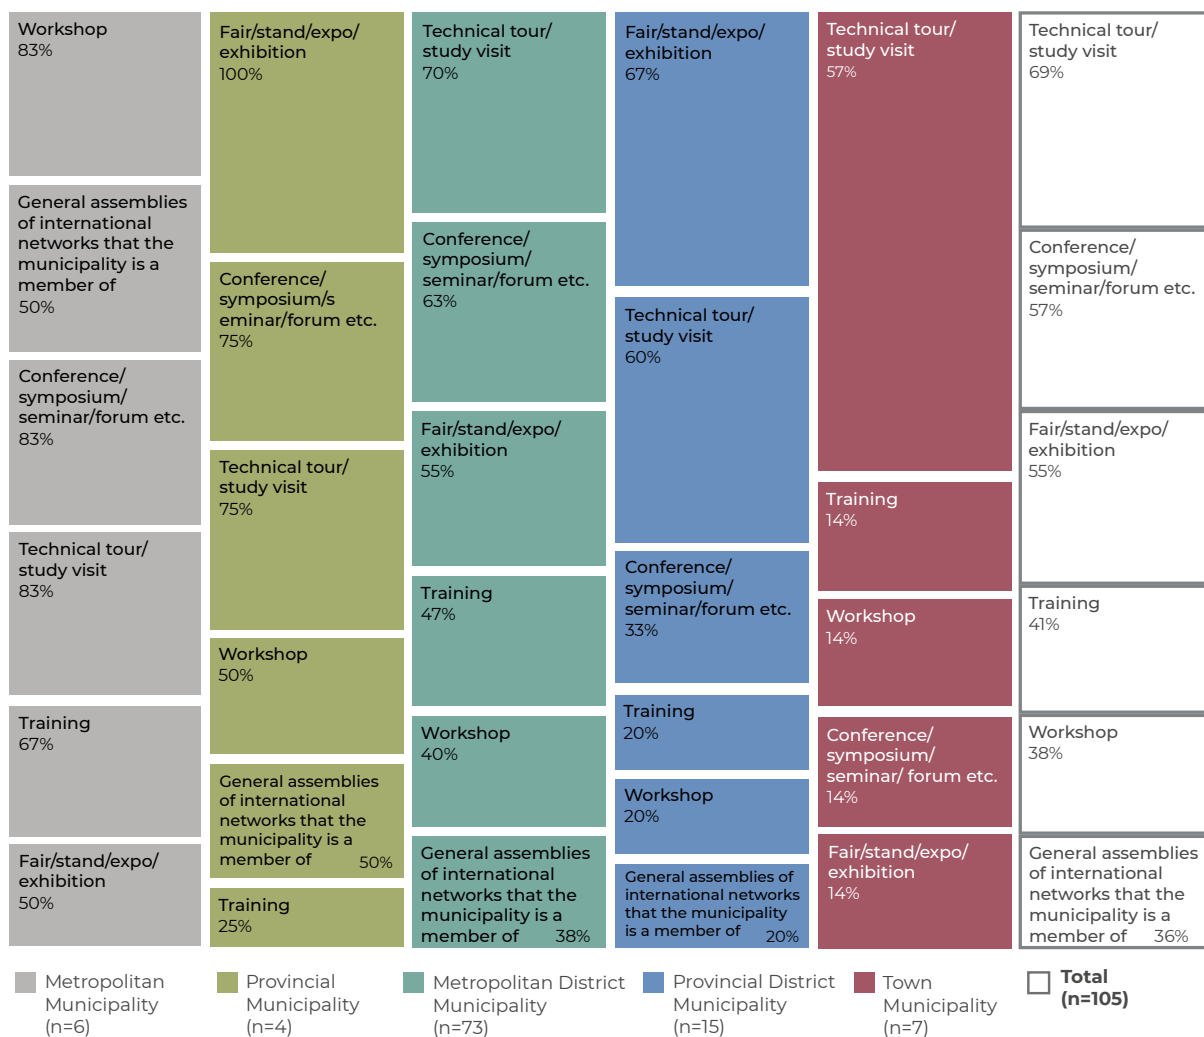 Workshop
83%
General assemblies
of international
networks that the
municipality is a
member of
50%
Conference/
symposium/
seminar/forum etc.
83%
Technical tour/
study visit
83%
Training
67%
Fair/stand/expo/
exhibition
50%
Fair/stand/expo/
exhibition
100%
Conference/
symposium/s
eminar/forum etc.
75%
Technical tour/
study visit
75%
Workshop
50%
General assemblies
of international
networks that the
municipality is a
member of 50%
Training
25%
Technical tour/
study visit
70%
Conference/
symposium/
seminar/forum etc.
63%
Fair/stand/expo/
exhibition
55%
Training
47%
Workshop
40%
General assemblies
of international
networks that the
municipality is a
member of 38%
Fair/stand/expo/
exhibition
67%
Technical tour/
study visit
60%
Conference/
symposium/
seminar/forum etc.
33%
Training
20%
Workshop
20%
General assemblies of
international networks
that the municipality
is a member of 20%
Technical tour/
study visit
57%
Training
14%
Workshop
14%
Conference/
symposium/
seminar/ forum etc.
14%
Fair/stand/expo/
exhibition
14%
Technical tour/
study visit
69%
Conference/
symposium/
seminar/forum etc.
57%
Fair/stand/expo/
exhibition
55%
Training
41%
Workshop
38%
General assemblies
of international
networks that the
municipality is a
member of 36%
Metropolitan
Municipality
(n=6)
Provincial
Municipality
(n=4)
Metropolitan District
Municipality
(n=73)
Provincial District
Municipality
(n=15)
Town
Municipality
(n=7)
Total
(n=105)